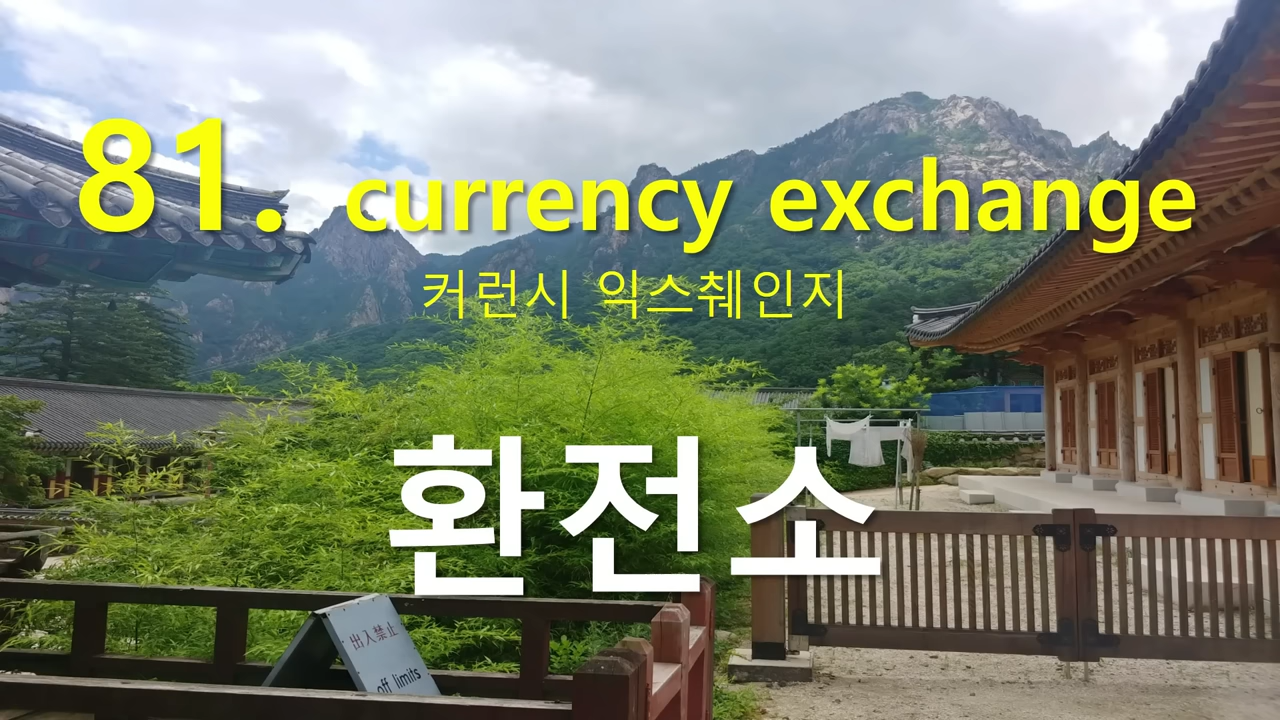 81. currency exchange
커런시 익스췌인지
환전소
出入禁止
off limits